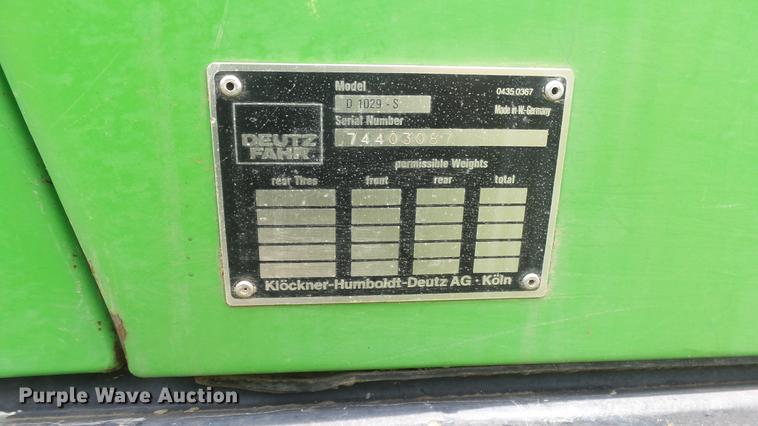 Model
D 1029 - S
0435 0367
Made in W.-Germany
Serial Number
DEUTZ
FAHR
permissible Weights
rear Tires front rear total
Klöckner-Humboldt-Deutz AG · Köln
Purple Wave Auction